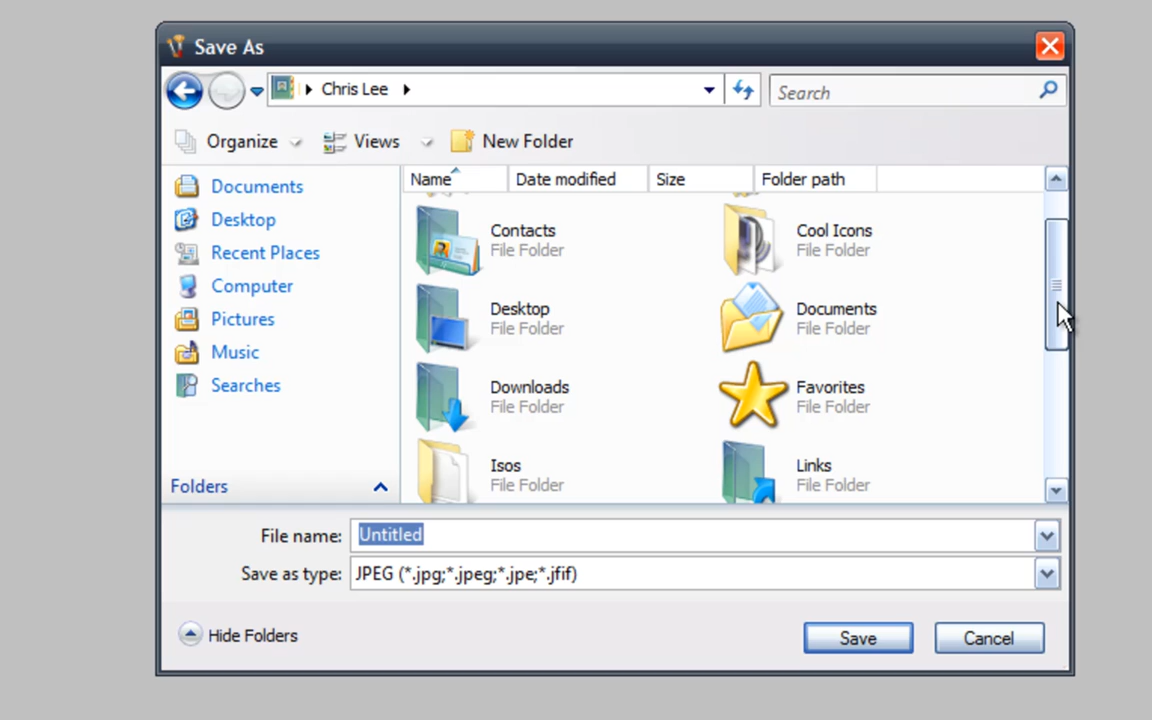 Save As
Chris Lee
Search
Organize
Views
New Folder
Name
Date modified
Size
Folder path
Documents
Desktop
Recent Places
Computer
Pictures
Music
Searches
Folders
Contacts
File Folder
Cool Icons
File Folder
Desktop
File Folder
Documents
File Folder
Downloads
File Folder
Favorites
File Folder
Isos
File Folder
Links
File Folder
File name: Untitled
Save as type: JPEG (*.jpg;*.jpeg;*.jpe;*.jfif)
Hide Folders
Save
Cancel